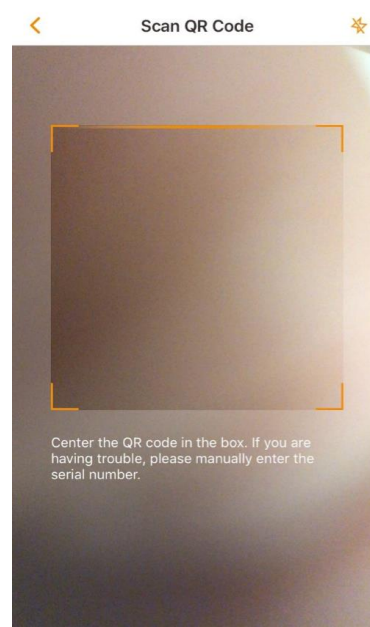 Scan QR Code
Center the QR code in the box. If you are
having trouble, please manually enter the
serial number.